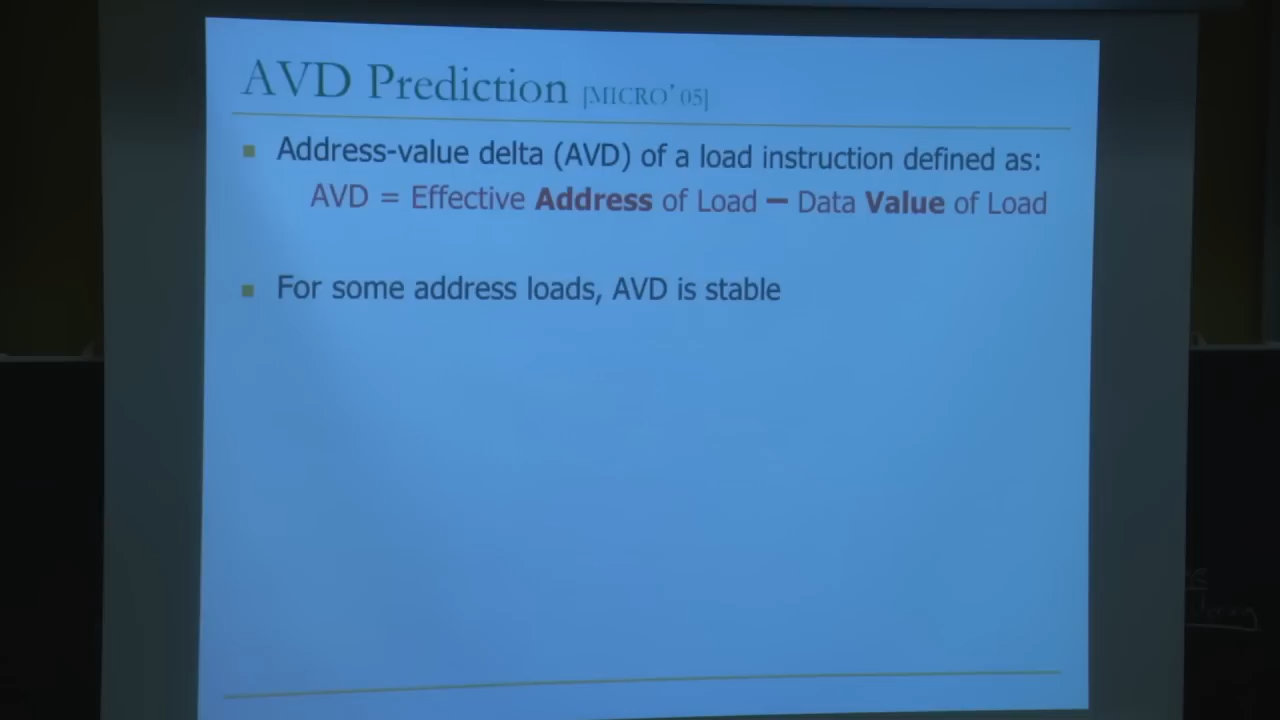 AVD Prediction [MICRO'05]
Address-value delta (AVD) of a load instruction defined as:
AVD = Effective Address of Load – Data Value of Load
For some address loads, AVD is stable